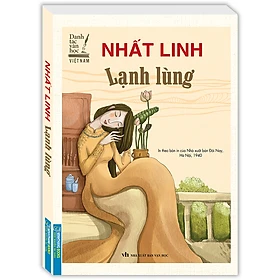 Danh
tác văn
học
VIỆT NAM
NHẤT LINH
Lạnh lùng
In theo bản in của Nhà xuất bản Đời Nay,
Hà Nội, 1940
NHÀ XUẤT BẢN VĂN HỌC
NHẤT LINH
Lạnh lùng